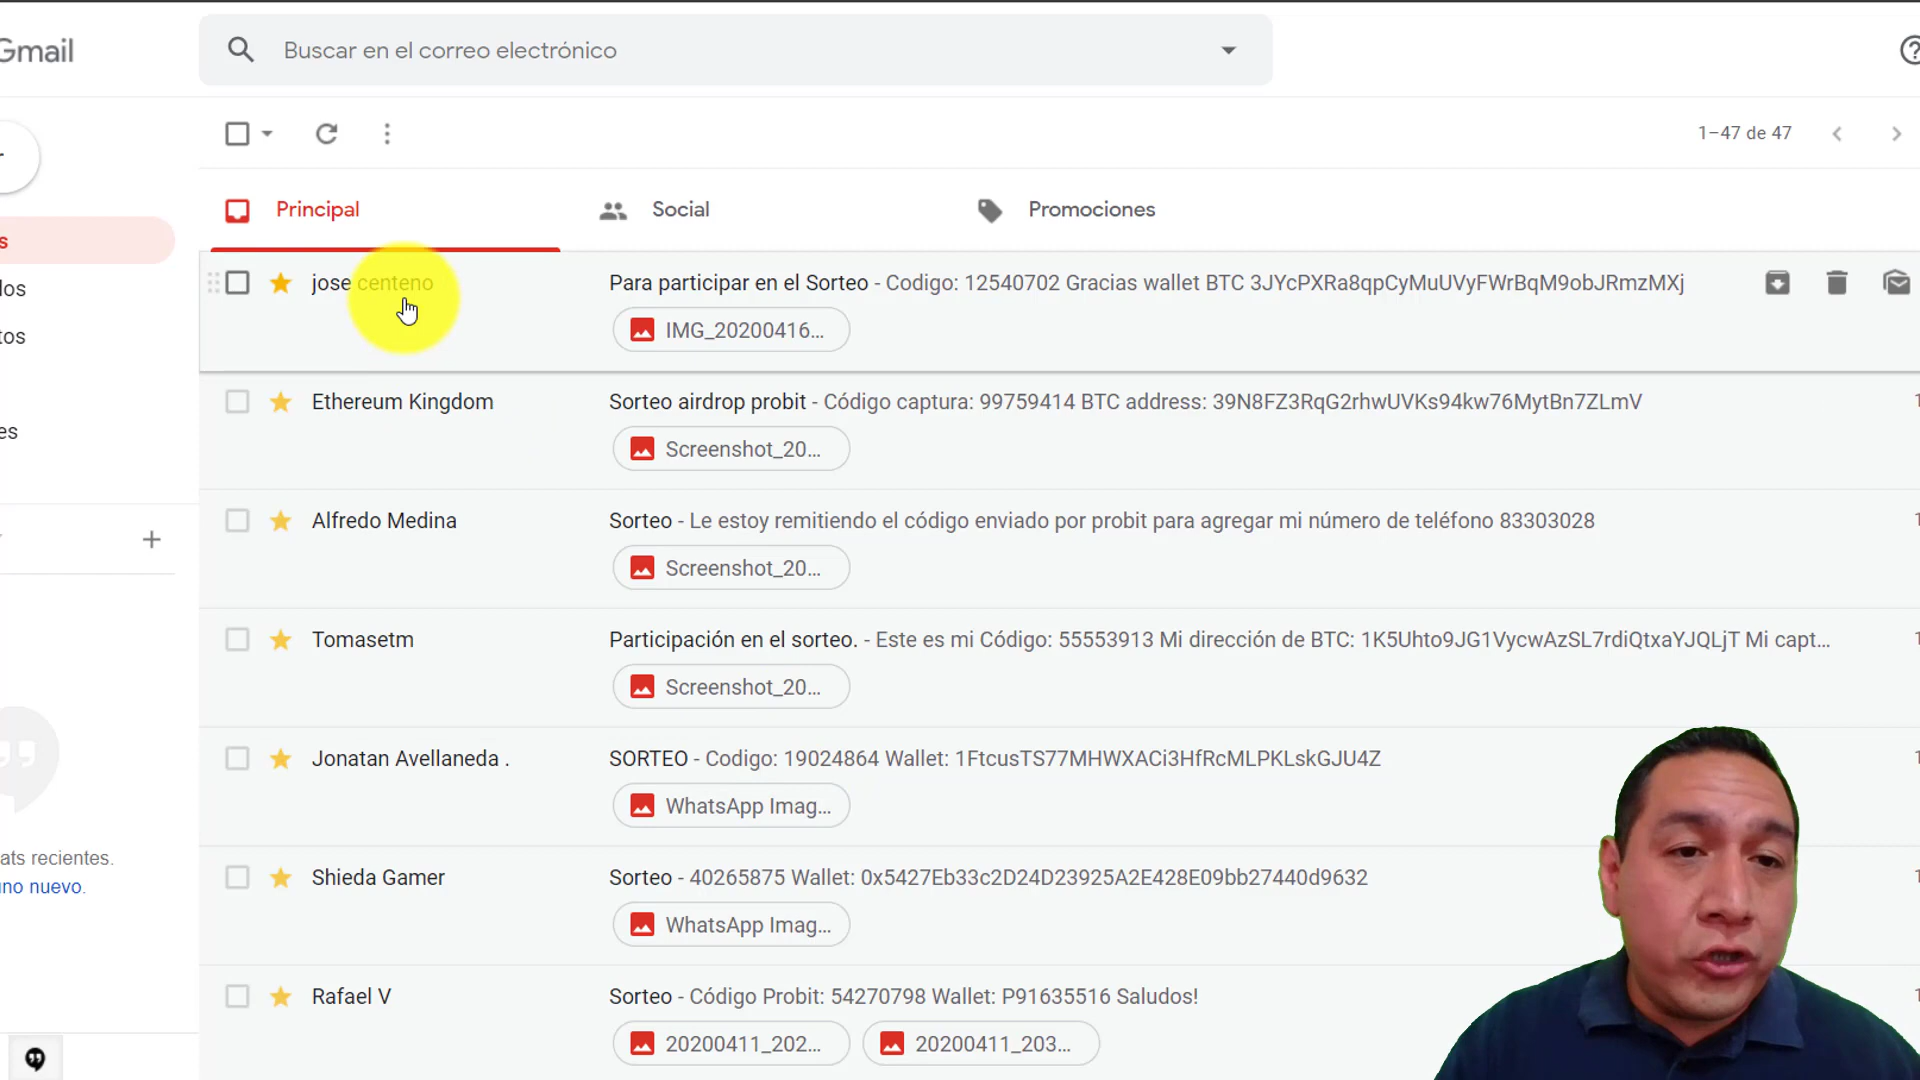 Gmail
Buscar en el correo electrónico
1–47 de 47
Principal
Social
Promociones
jose centeno
Para participar en el Sorteo - Codigo: 12540702 Gracias wallet BTC 3JYcPXRa8qpCyMuUVyFWrBqM9obJRmzMXj
IMG_20200416...
Ethereum Kingdom
Sorteo airdrop probit - Código captura: 99759414 BTC address: 39N8FZ3RqG2rhwUVKs94kw76MytBn7ZLmV
Screenshot_20...
Alfredo Medina
Sorteo - Le estoy remitiendo el código enviado por probit para agregar mi número de teléfono 83303028
Screenshot_20...
Tomasetm
Participación en el sorteo. - Este es mi Código: 55553913 Mi dirección de BTC: 1K5Uhto9JG1VycwAzSL7rdiQtxaYJQLjT Mi capt...
Screenshot_20...
Jonatan Avellaneda .
SORTEO - Codigo: 19024864 Wallet: 1FtcusTS77MHWXACi3HfRcMLPKLskGJU4Z
WhatsApp Imag...
Shieda Gamer
Sorteo - 40265875 Wallet: 0x5427Eb33c2D24D23925A2E428E09bb27440d9632
WhatsApp Imag...
Rafael V
Sorteo - Código Probit: 54270798 Wallet: P91635516 Saludos!
20200411_202...
20200411_203...
ats recientes.
no nuevo.